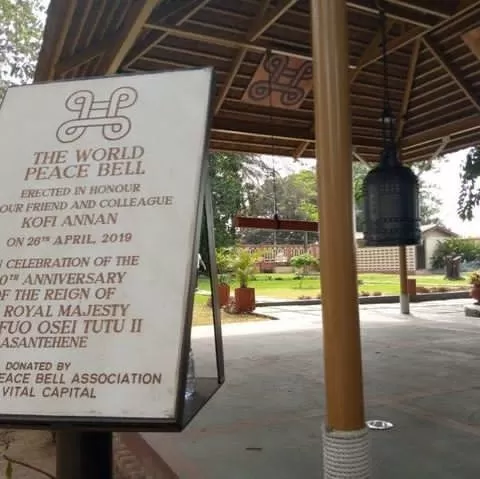 THE WORLD
PEACE BELL
ERECTED IN HONOUR
OUR FRIEND AND COLLEAGUE
KOFI ANNAN
ON 26TH APRIL, 2019
N CELEBRATION OF THE
0TH ANNIVERSARY
OF THE REIGN OF
ROYAL MAJESTY
FUO OSEI TUTU II
ASANTEHENE
DONATED BY
PEACE BELL ASSOCIATION
VITAL CAPITAL